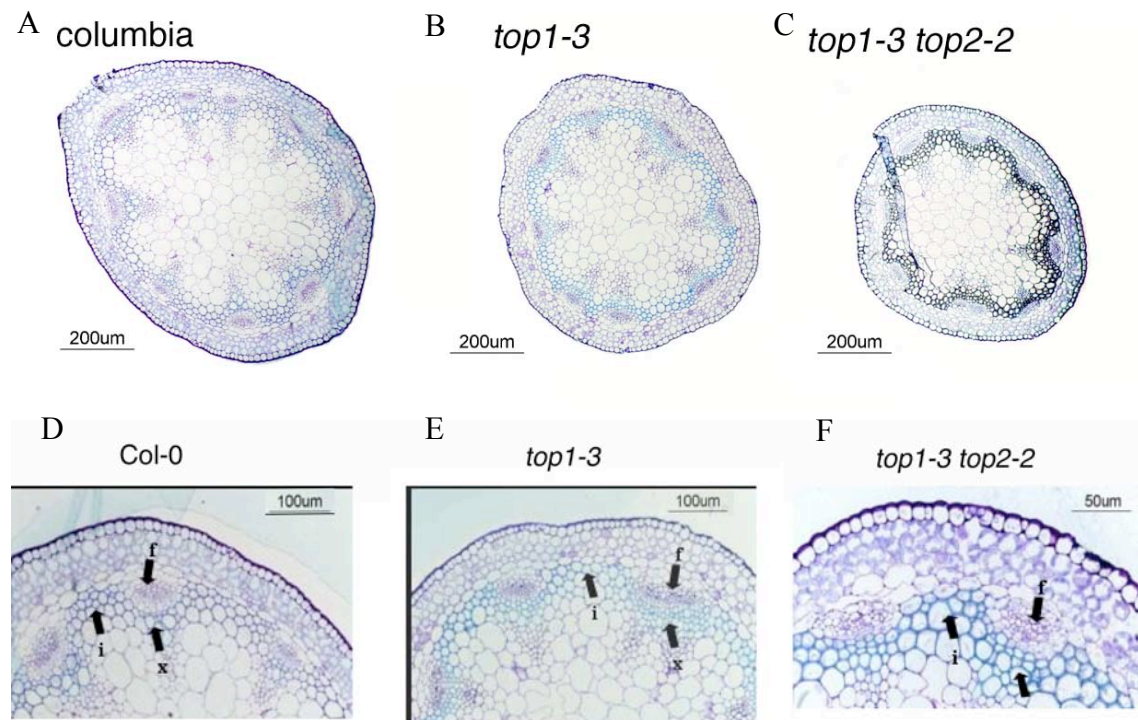 A columbia
B top1-3
C top1-3 top2-2
200um
200um
200um
D
E
F
Col-0
top1-3
top1-3 top2-2
100um
100um
50um
f
i
x
f
i
x
f
i